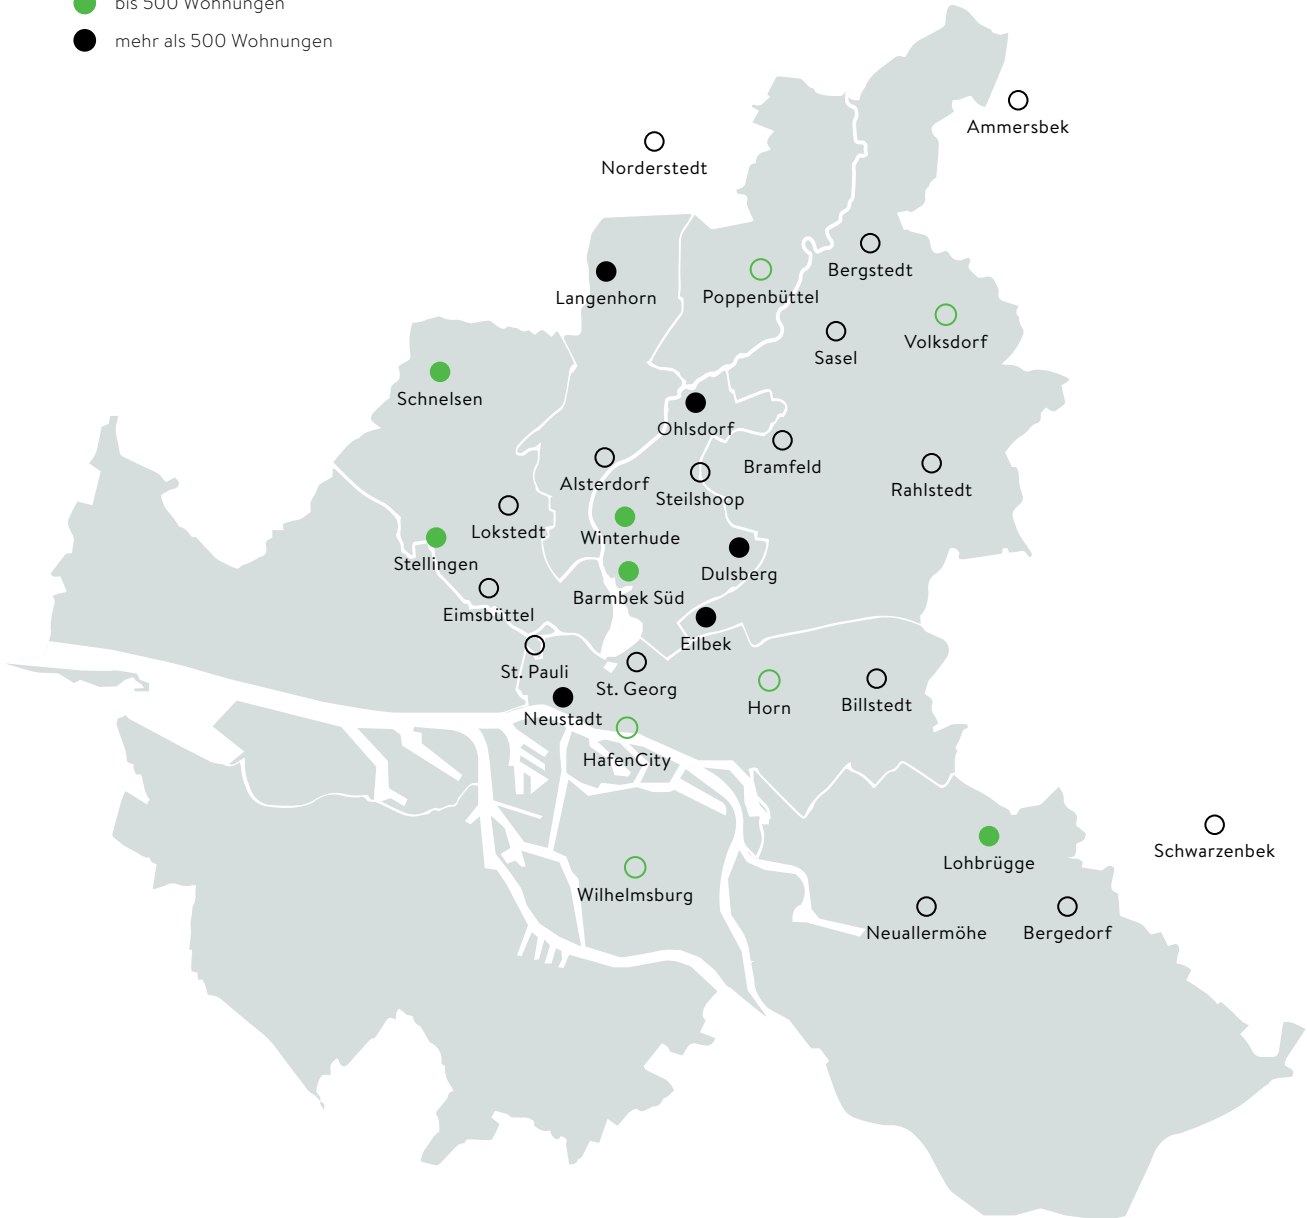 bis 500 Wohnungen
mehr als 500 Wohnungen
Ammersbek
Norderstedt
Bergstedt
Langenhorn
Poppenbüttel
Volksdorf
Sasel
Schnelsen
Ohlsdorf
Bramfeld
Alsterdorf
Rahlstedt
Steilshoop
Lokstedt
Winterhude
Stellingen
Dulsberg
Barmbek Süd
Eimsbüttel
Eilbek
St. Pauli
St. Georg
Billstedt
Horn
Neustadt
HafenCity
Schwarzenbek
Lohbrügge
Wilhelmsburg
Neuallermöhe
Bergedorf